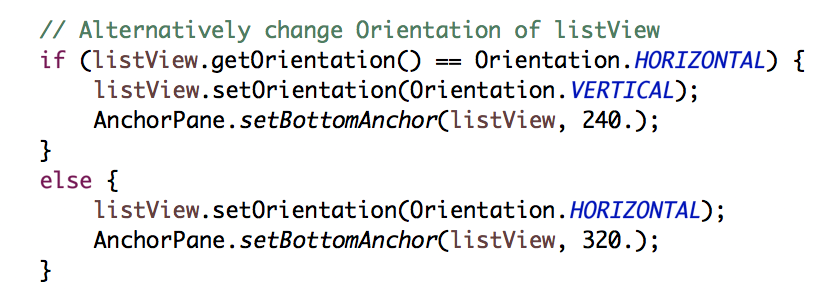 // Alternatively change Orientation of listView
if (listView.getOrientation() == Orientation.HORIZONTAL) {
    listView.setOrientation(Orientation.VERTICAL);
    AnchorPane.setBottomAnchor(listView, 240.);
}
else {
    listView.setOrientation(Orientation.HORIZONTAL);
    AnchorPane.setBottomAnchor(listView, 320.);
}